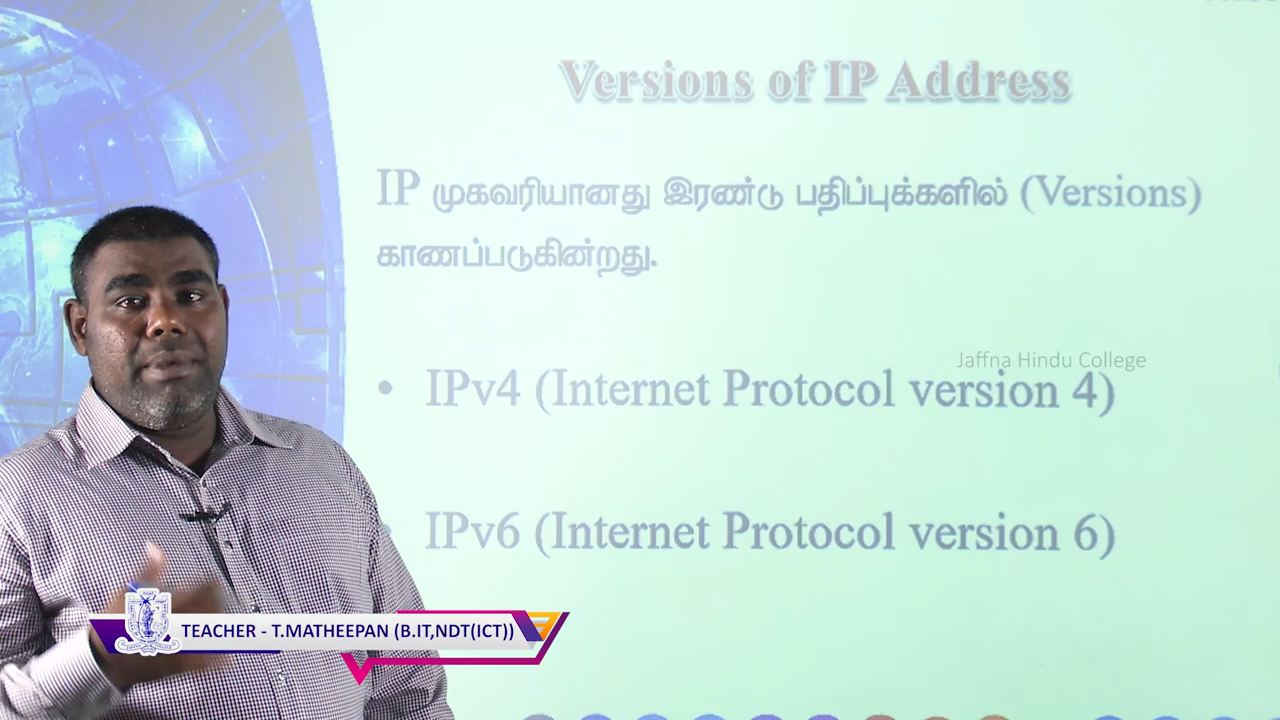 Versions of IP Address
IP முகவரியானது இரண்டு பதிப்புக்களில் (Versions)
காணப்படுகின்றது.
Jaffna Hindu College
• IPv4 (Internet Protocol version 4)
IPv6 (Internet Protocol version 6)
TEACHER - T.MATHEEPAN (B.IT,NDT(ICT))